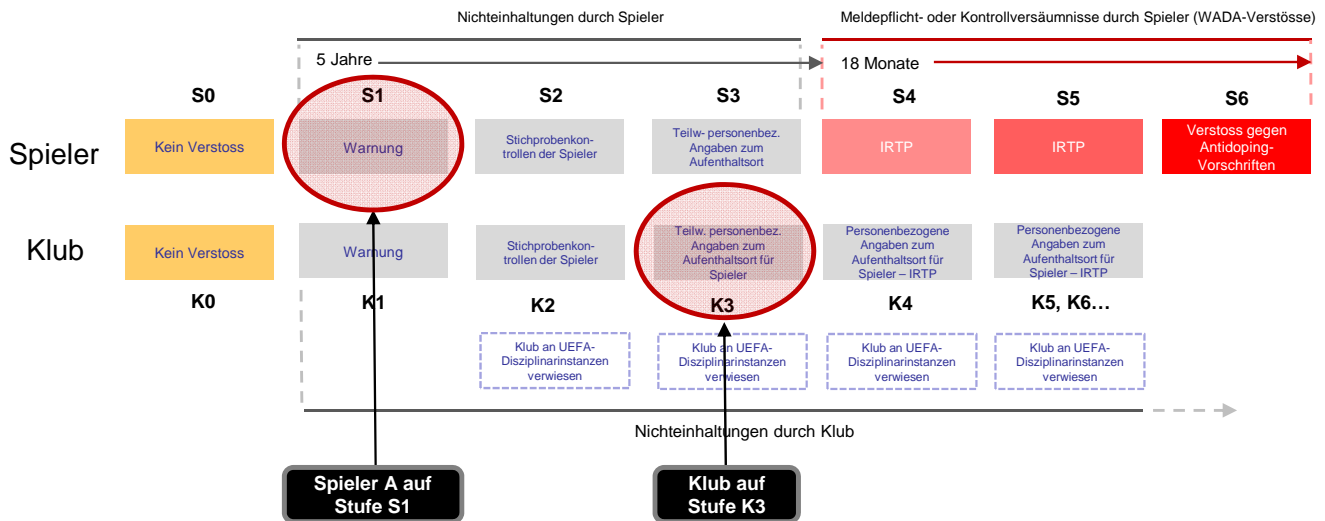 Nichteinhaltungen durch Spieler
Meldepflicht- oder Kontrollversäumnisse durch Spieler (WADA-Verstösse)
5 Jahre
18 Monate
S0
S1
S2
S3
S4
S5
S6
Spieler
Kein Verstoss
Warnung
Stichprobenkon-
trollen der Spieler
Teilw- personenbez.
Angaben zum
Aufenthaltsort
IRTP
IRTP
Verstoss gegen
Antidoping-
Vorschriften
Klub
Kein Verstoss
Warnung
Stichprobenkon-
trollen der Spieler
Teilw. personenbez.
Angaben zum
Aufenthaltsort für
Spieler
Personenbezogene
Angaben zum
Aufenthaltsort für
Spieler – IRTP
Personenbezogene
Angaben zum
Aufenthaltsort für
Spieler – IRTP
K0
K1
K2
K3
K4
K5, K6…
Klub an UEFA-
Disziplinarinstanzen
verwiesen
Klub an UEFA-
Disziplinarinstanzen
verwiesen
Klub an UEFA-
Disziplinarinstanzen
verwiesen
Klub an UEFA-
Disziplinarinstanzen
verwiesen
Nichteinhaltungen durch Klub
Spieler A auf
Stufe S1
Klub auf
Stufe K3